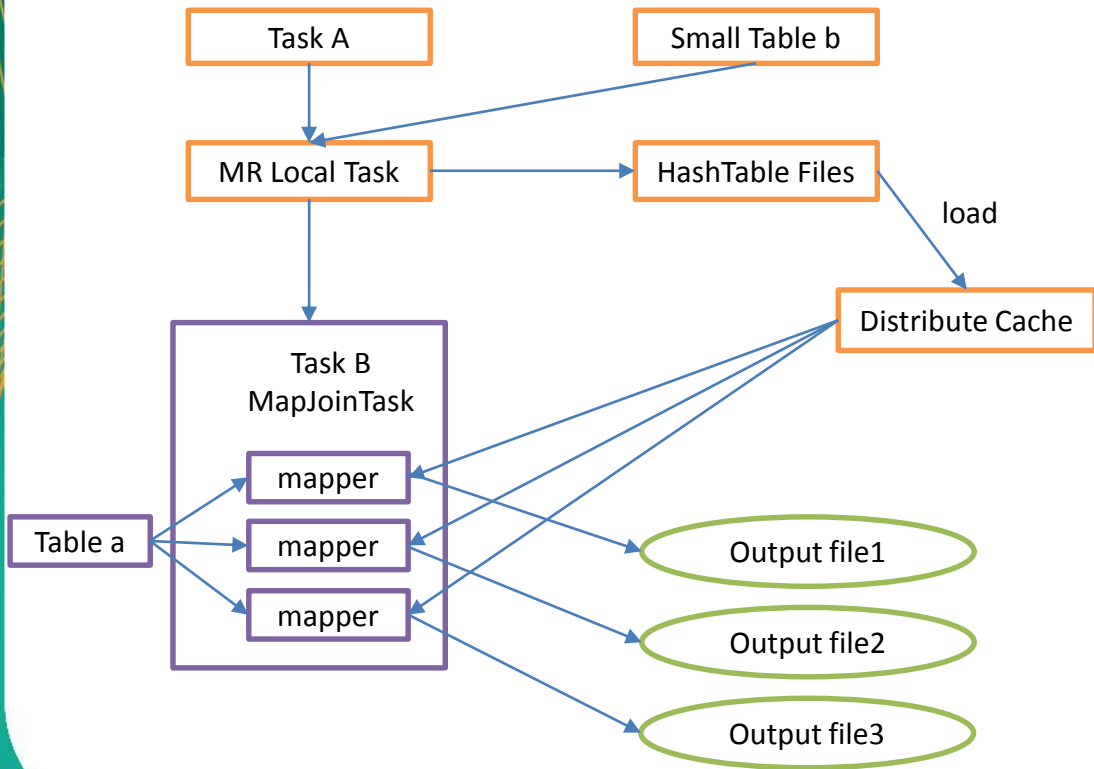 Task A
Small Table b
MR Local Task
HashTable Files
load
Distribute Cache
Task B
MapJoinTask
mapper
Table a
mapper
mapper
Output file1
Output file2
Output file3